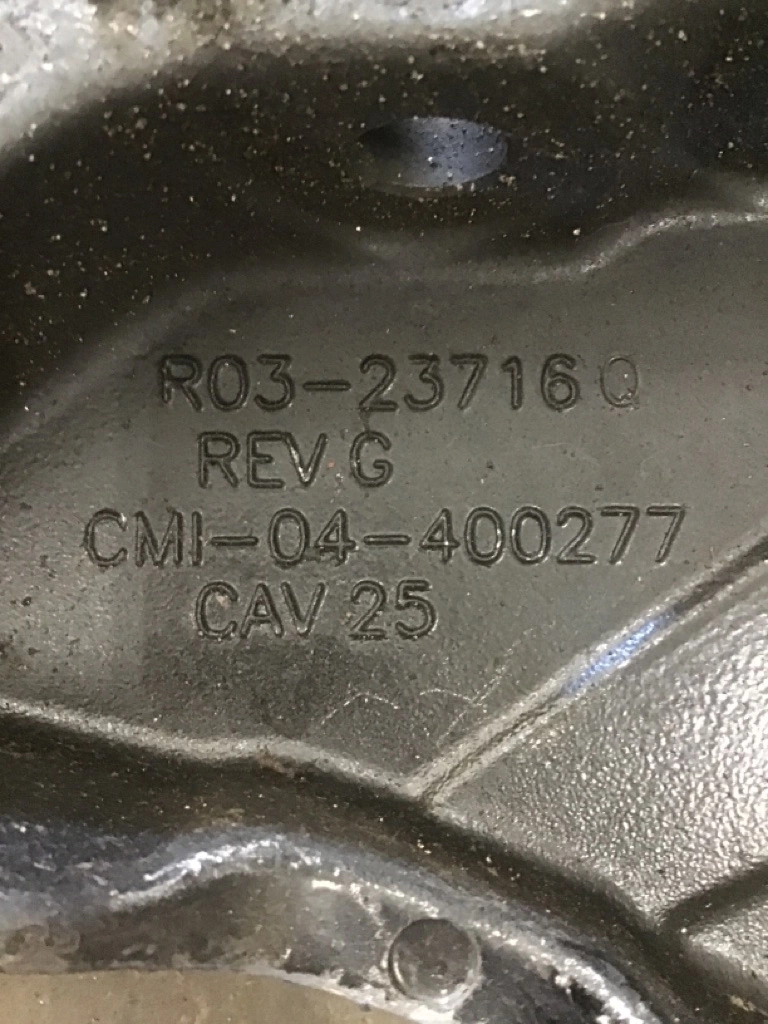 R03-23716 Q
REV G
CMI-04-400277
CAV 25